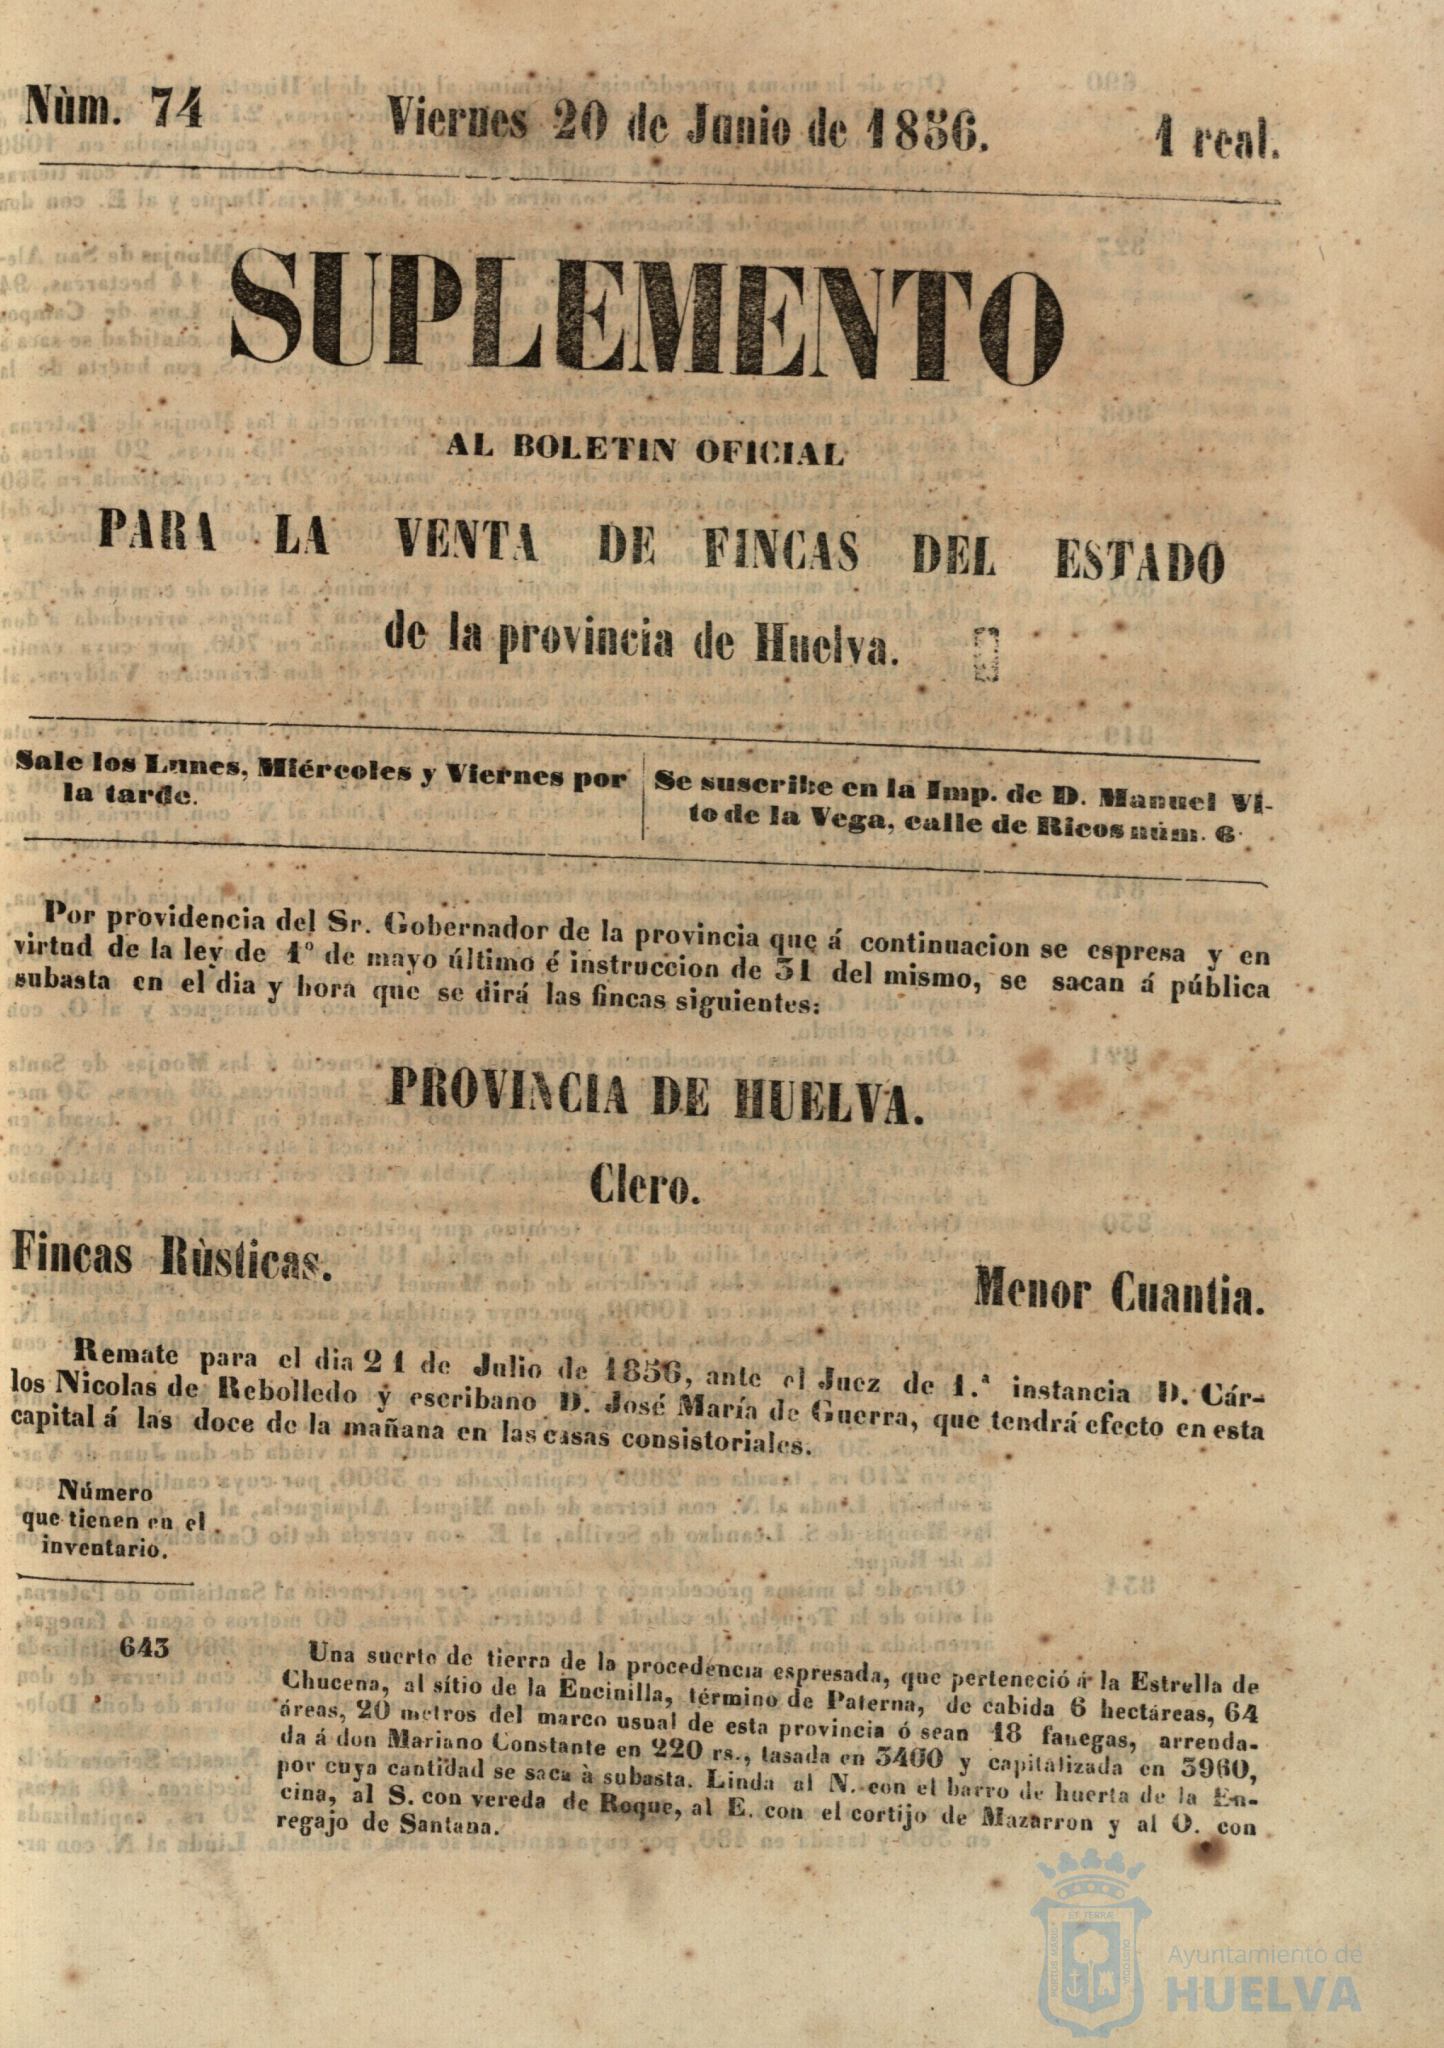 Nùm. 74
Viernes 20 de Junio de 1856.
1 real.
SUPLEMENTO
AL BOLETIN OFICIAL
PARA LA VENTA DE FINCAS DEL ESTADO
de la provincia de Huelva.
Sale los Lunes, Miércoles y Viernes por
la tarde.
Se suscribe en la Imp. de D. Manuel Vi-
to de la Vega, calle de Ricos núm. 6
Por providencia del Sr. Gobernador de la provincia que á continuacion se espresa y en
virtud de la ley de 1º de mayo último é instruccion de 31 del mismo, se sacan á pública
subasta en el dia y hora que se dirá las fincas siguientes:
PROVINCIA DE HUELVA.
Clero.
Fincas Rùsticas.
Menor Cuantia.
Remate para el dia 21 de Julio de 1856, ante el Juez de 1.ª instancia D. Cár-
los Nicolas de Rebolledo y escribano D. José María de Guerra, que tendrá efecto en esta
capital á las doce de la mañana en las casas consistoriales.
Número
que tienen en el
inventario.
643
Una suerte de tierra de la procedencia espresada, que perteneció á la Estrella de
Chucena, al sítio de la Encinilla, término de Paterna, de cabida 6 hectáreas, 64
áreas, 20 metros del marco usual de esta provincia ó sean 18 fanegas, arrenda-
da á don Mariano Constante en 220 rs., tasada en 3460 y capitalizada en 3960,
por cuya cantidad se saca à subasta. Linda al N. con el barro de huerta de la En-
cina, al S. con vereda de Roque, al E. con el cortijo de Mazarron y al O. con
regajo de Santana.
PORTUS MARIS
ET TERRÆ
CUSTODIA
Ayuntamiento de
HUELVA